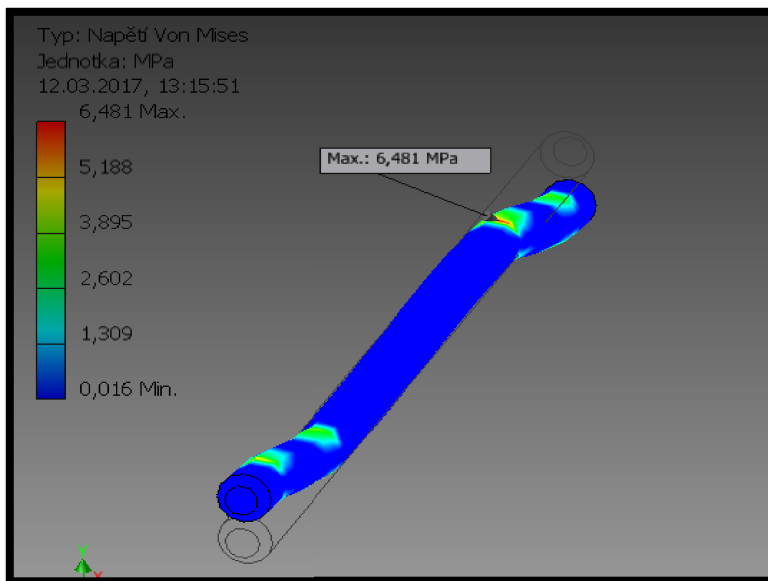 Typ: Napětí Von Mises
Jednotka: MPa
12.03.2017, 13:15:51
6,481 Max.
5,188
3,895
2,602
1,309
0,016 Min.
Max.: 6,481 MPa
Y
X